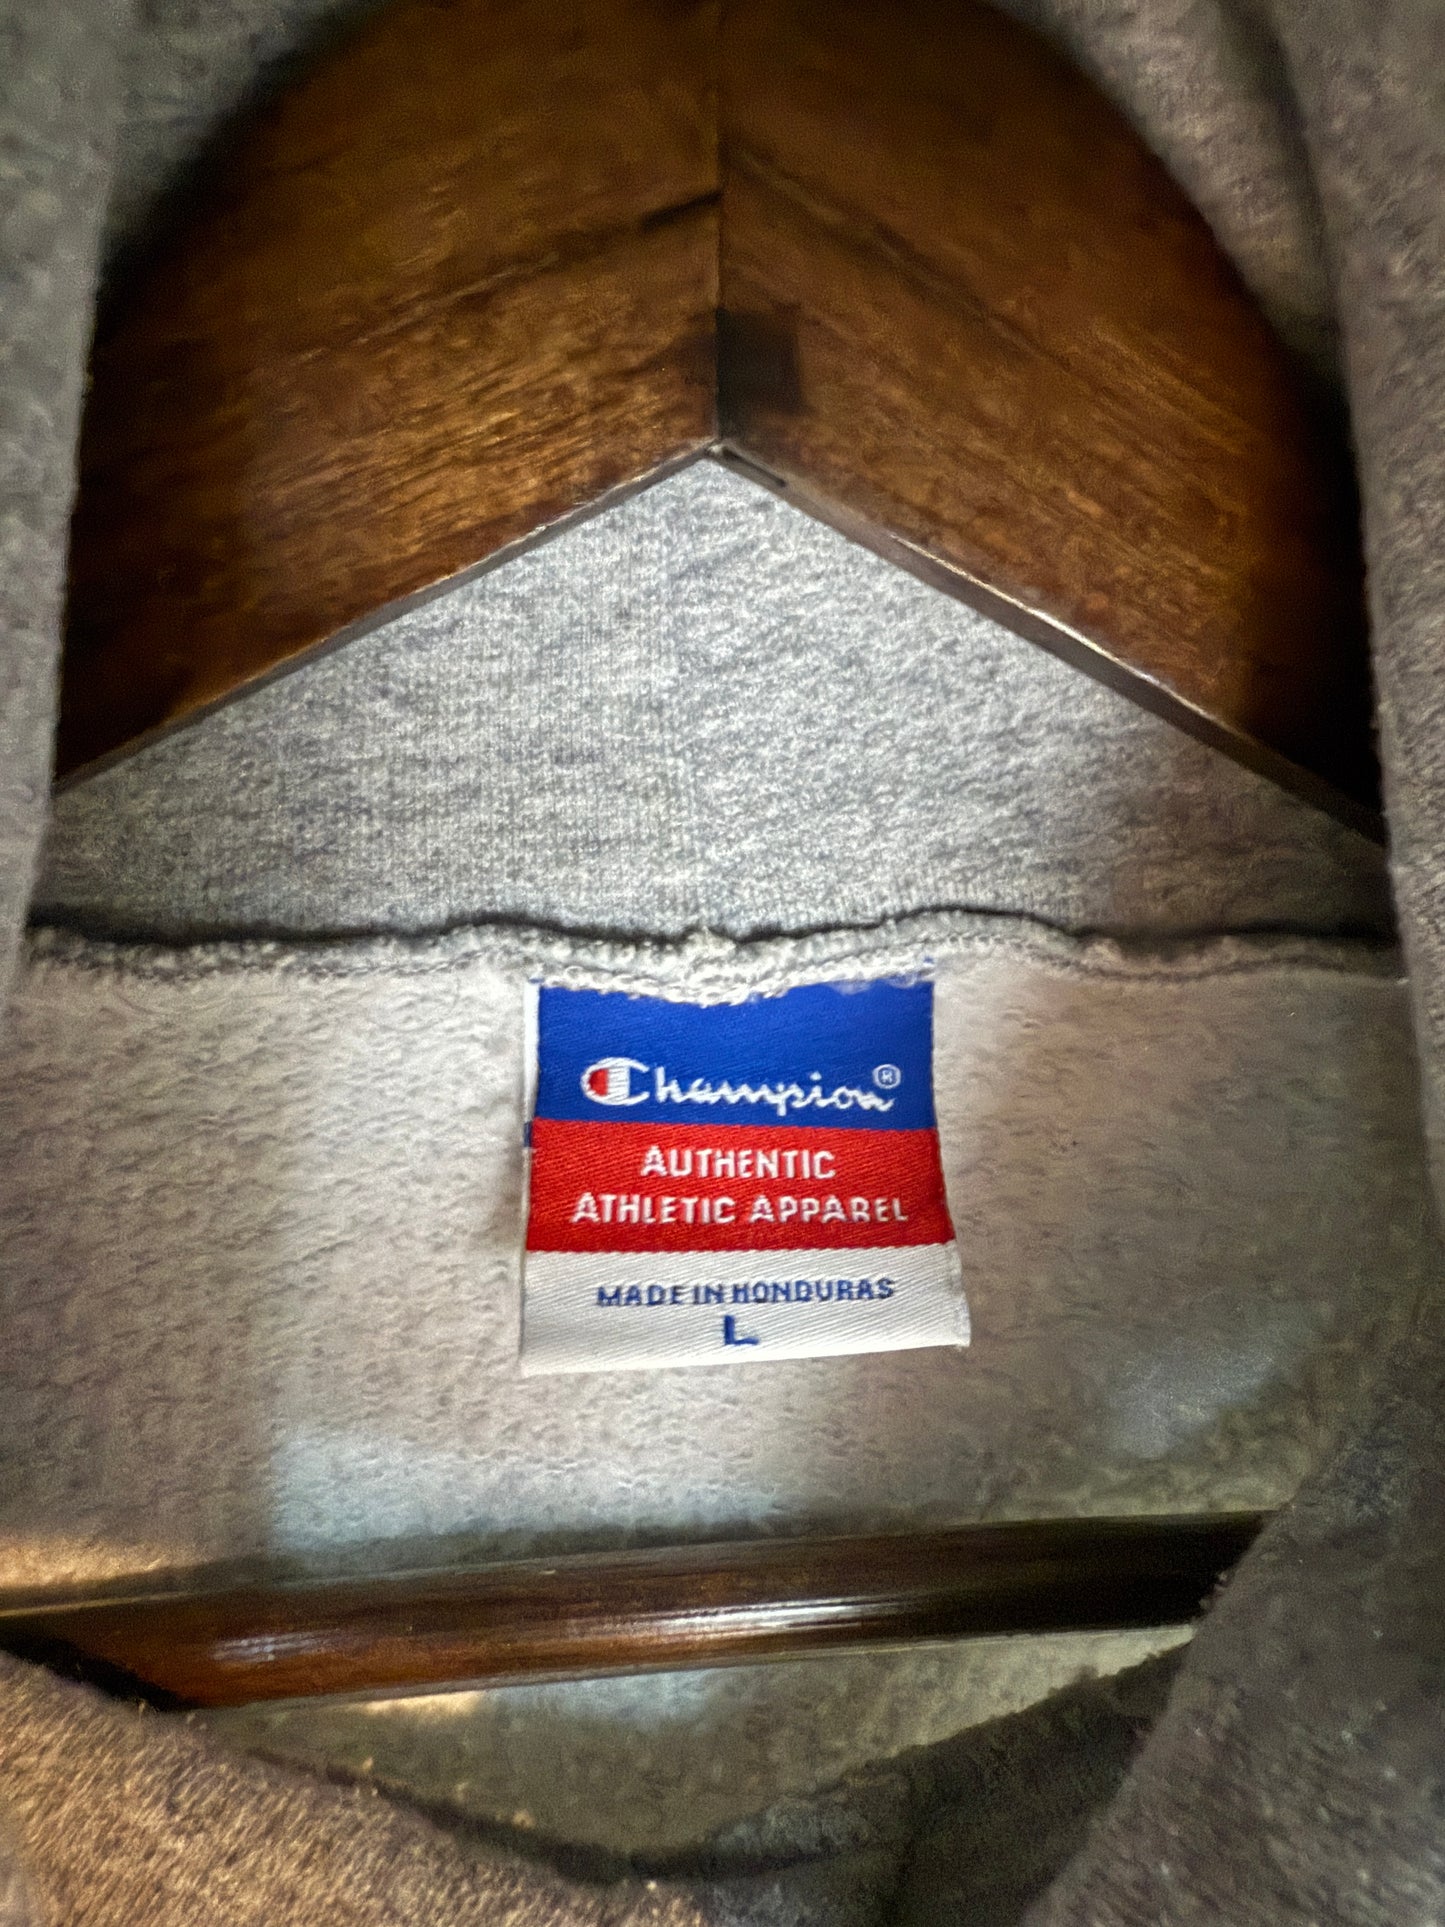 Champion®
AUTHENTIC
ATHLETIC APPAREL
MADE IN HONDURAS
L